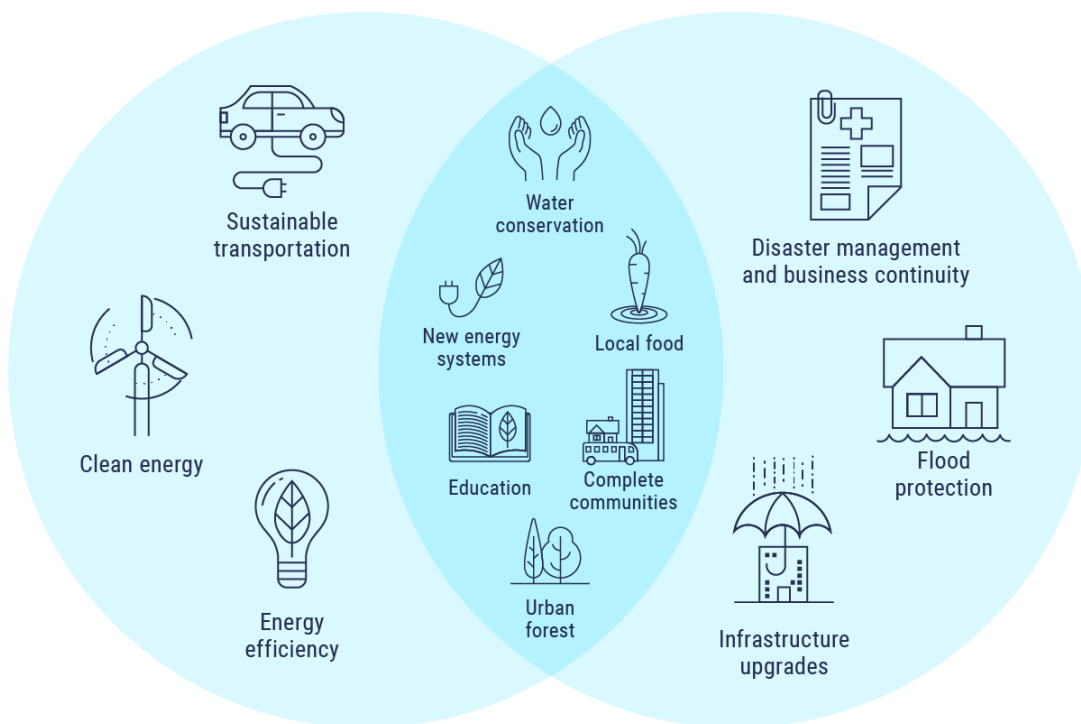 Sustainable
transportation
Clean energy
Energy
efficiency
Water
conservation
New energy
systems
Local food
Education
Complete
communities
Urban
forest
Disaster management
and business continuity
Flood
protection
Infrastructure
upgrades